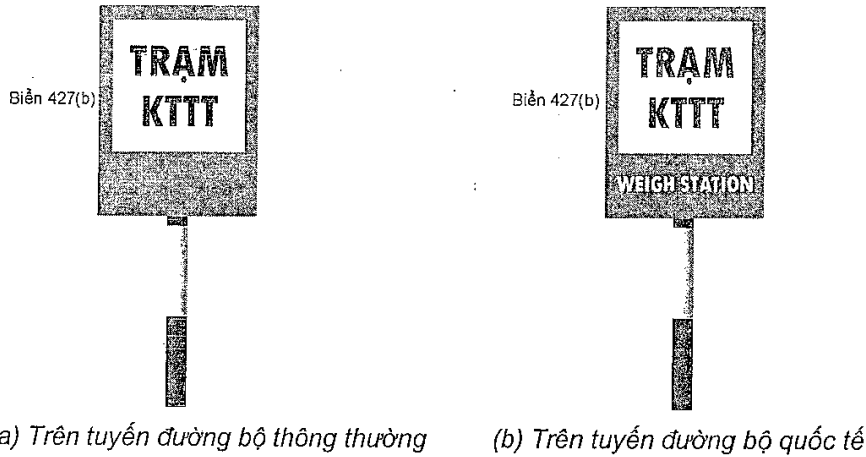 TRẠM
KTTT
Biển 427(b)
TRẠM
KTTT
Biển 427(b)
WEIGH STATION
a) Trên tuyến đường bộ thông thường
(b) Trên tuyến đường bộ quốc tế